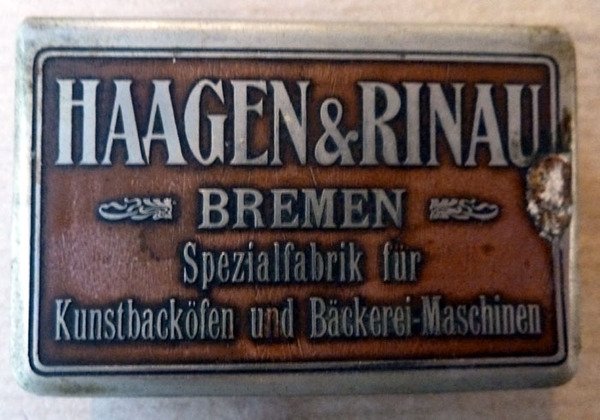 HAAGEN & RINAU
BREMEN
Spezialfabrik für
Kunstbacköfen und Bäckerei-Maschinen